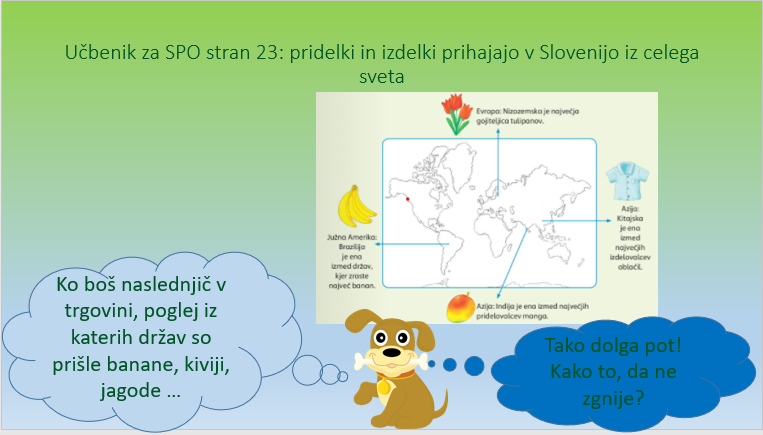 Učbenik za SPO stran 23: pridelki in izdelki prihajajo v Slovenijo iz celega
sveta
Evropa: Nizozemska je največja
gojiteljica tulipanov.
Azija:
Kitajska
je ena
izmed
največjih
izdelovalcev
oblačil.
Južna Amerika:
Brazilija
je ena
izmed držav,
kjer zraste
največ banan.
Azija: Indija je ena izmed največjih
pridelovalcev manga.
Ko boš naslednjič v
trgovini, poglej iz
katerih držav so
prišle banane, kiviji,
jagode …
Tako dolga pot!
Kako to, da ne
zgnije?